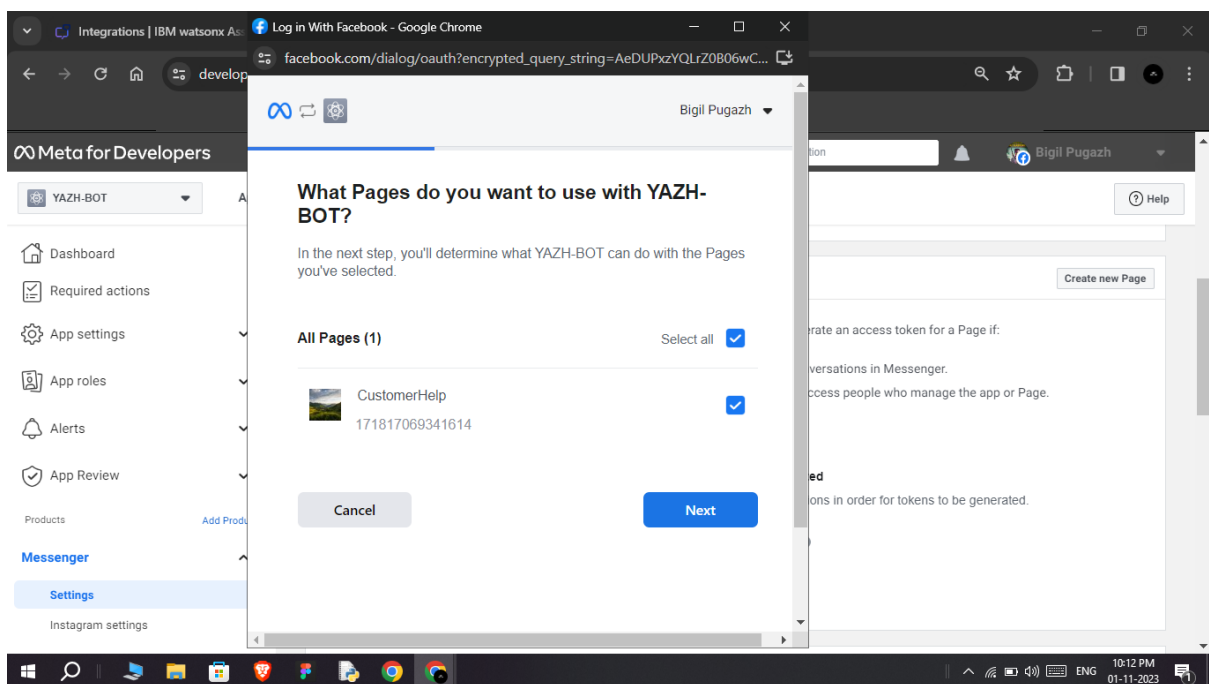 Integrations | IBM watsonx As
Log in With Facebook - Google Chrome
facebook.com/dialog/oauth?encrypted_query_string=AeDUPxzYQLrZ0B06wC...
develop
Bigil Pugazh
Meta for Developers
tion
Bigil Pugazh
YAZH-BOT
A
Help
What Pages do you want to use with YAZH-
BOT?
In the next step, you'll determine what YAZH-BOT can do with the Pages
you've selected.
All Pages (1)
Select all
CustomerHelp
171817069341614
Cancel
Next
Dashboard
Required actions
App settings
App roles
Alerts
App Review
Products
Add Produ
Messenger
Settings
Instagram settings
Create new Page
erate an access token for a Page if:
versations in Messenger.
ccess people who manage the app or Page.
ed
ons in order for tokens to be generated.
)
ENG
10:12 PM
01-11-2023
1